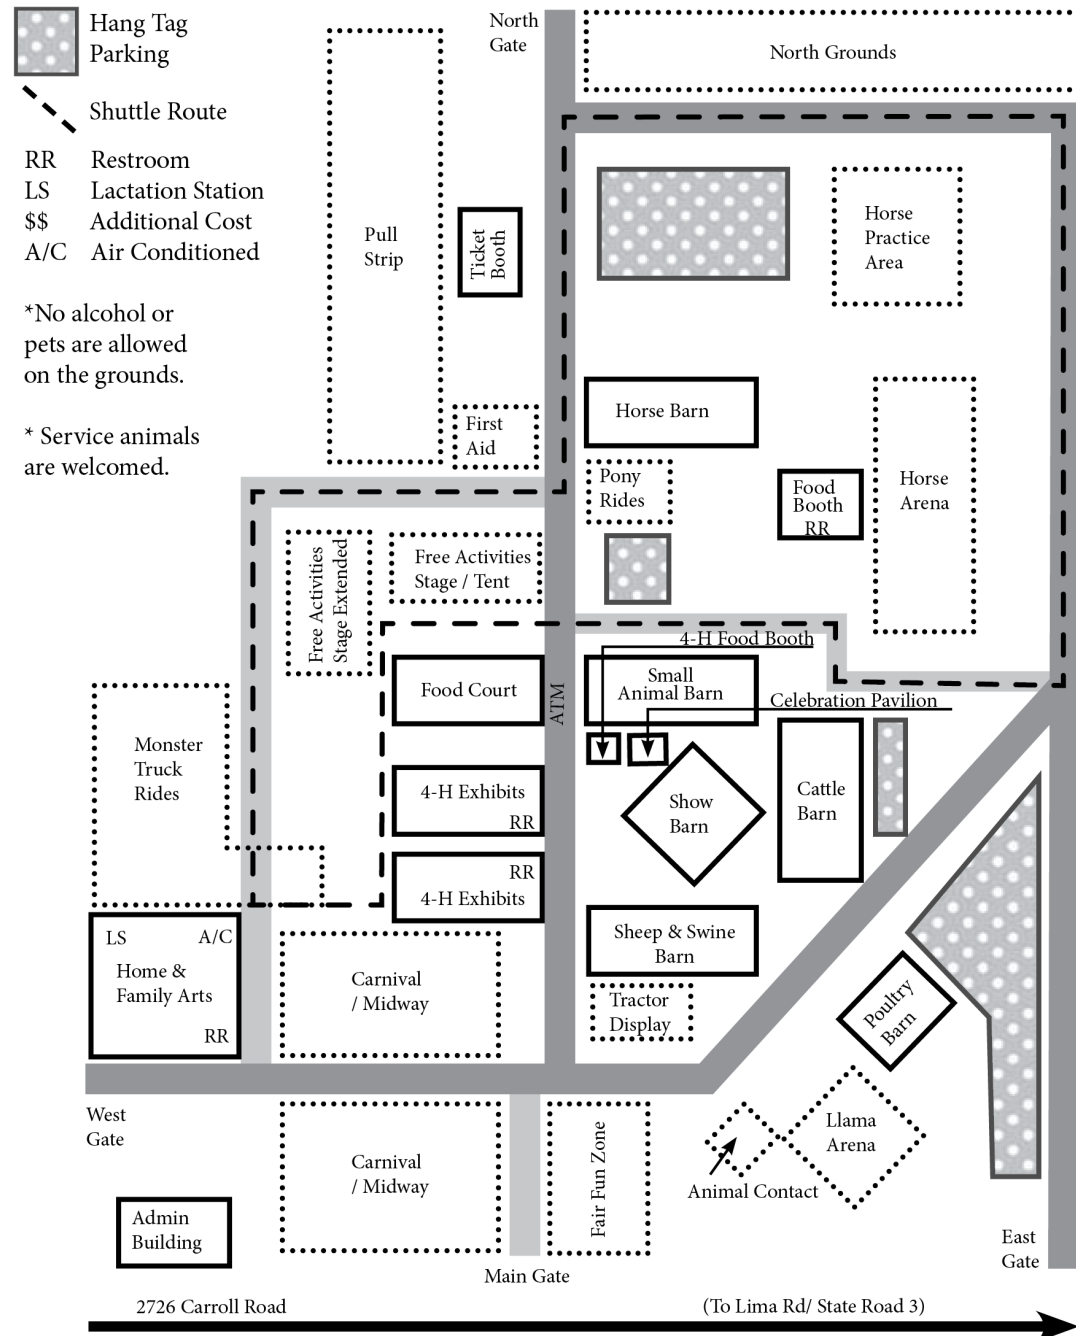 Hang Tag
Parking
Shuttle Route
RR Restroom
LS Lactation Station
$$ Additional Cost
A/C Air Conditioned
*No alcohol or
pets are allowed
on the grounds.
* Service animals
are welcomed.
North
Gate
North Grounds
Pull
Strip
Ticket
Booth
Horse
Practice
Area
First
Aid
Horse Barn
Pony
Rides
Food
Booth
RR
Horse
Arena
Free Activities
Stage Extended
Free Activities
Stage / Tent
4-H Food Booth
Food Court
ATM
Small
Animal Barn
Celebration Pavilion
Monster
Truck
Rides
4-H Exhibits
RR
Show
Barn
Cattle
Barn
RR
4-H Exhibits
LS A/C
Home &
Family Arts
RR
Carnival
/ Midway
Sheep & Swine
Barn
Tractor
Display
Poultry
Barn
West
Gate
Carnival
/ Midway
Fair Fun Zone
Llama
Arena
Animal Contact
Admin
Building
East
Gate
Main Gate
2726 Carroll Road
(To Lima Rd/ State Road 3)